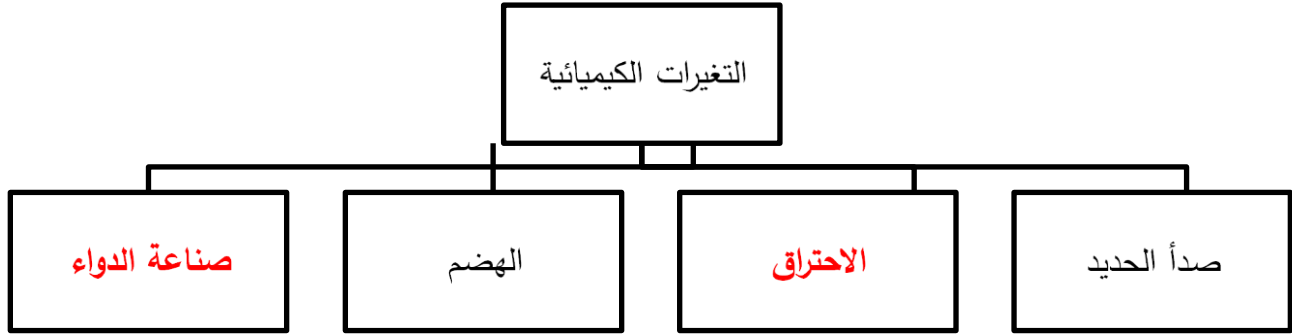 التغيرات الكيميائية
صدأ الحديد
الاحتراق
الهضم
صناعة الدواء